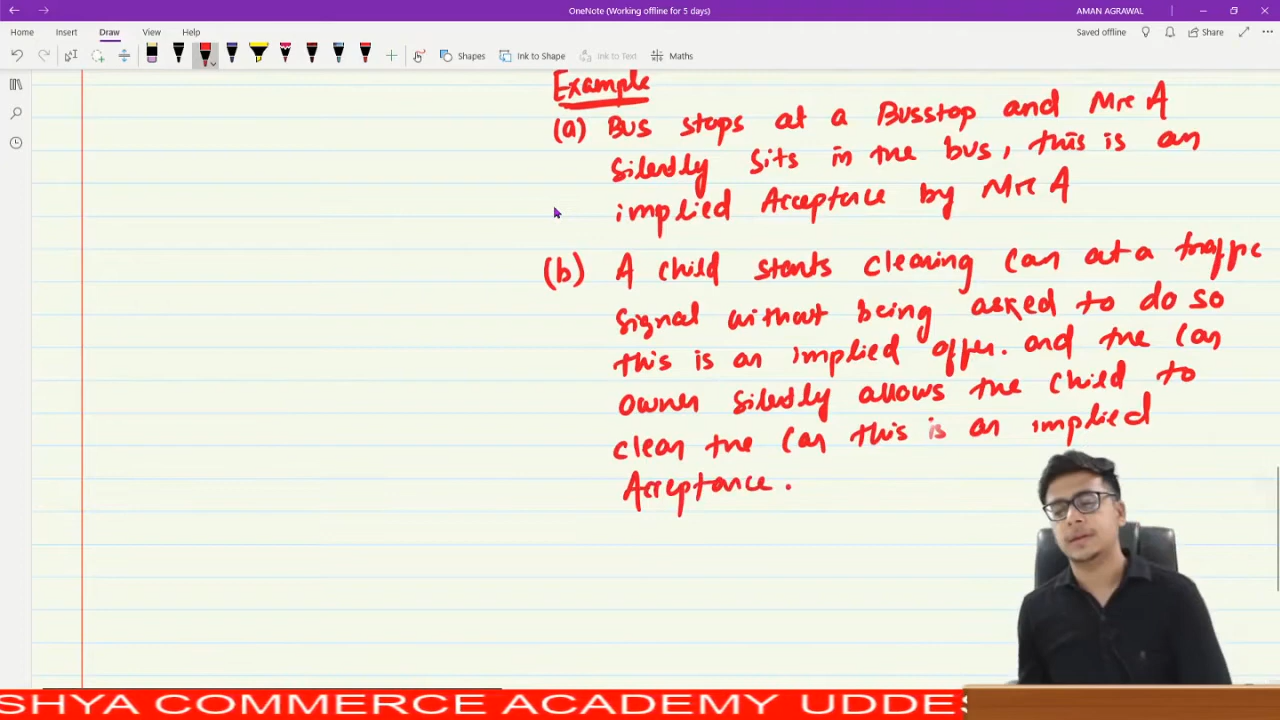 OneNote (Working offline for 5 days)
AMAN AGRAWAL
Home Insert Draw View Help
Saved offline
Share
Shapes
Ink to Shape
Ink to Text
Maths
Example
(a) Bus stops at a Busstop and Mr A
silently sits in the bus, this is an
implied Acceptance by Mr A
(b) A child starts cleaning car at a traffic
signal without being asked to do so
this is an implied offer. and the car
owner silently allows the child to
clean the car this is an implied
Acceptance.
SHYA COMMERCE ACADEMY UDDES